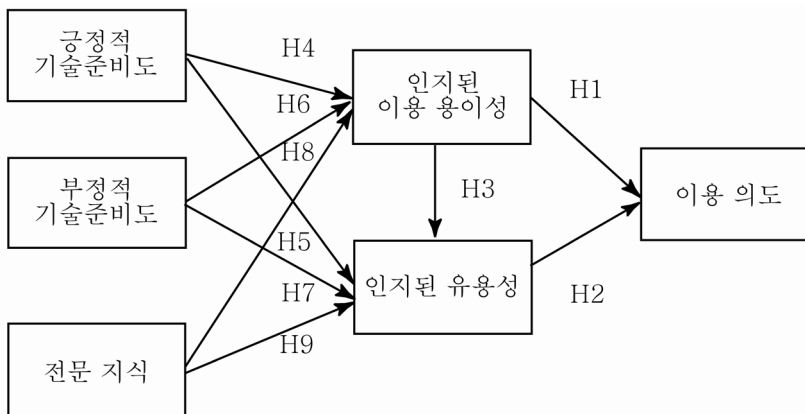 긍정적
기술준비도
H4
인지된
이용 용이성
H1
H6
H8
부정적
기술준비도
H3
이용 의도
H5
인지된 유용성
H7
H2
H9
전문 지식